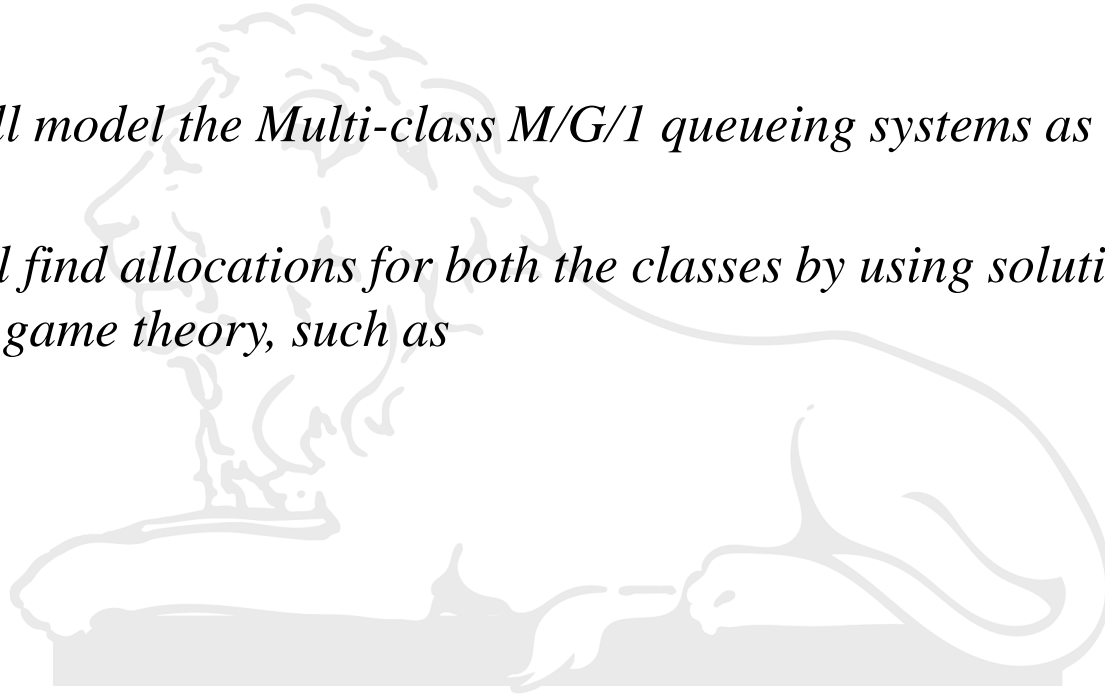 ll model the Multi-class M/G/1 queueing systems as
l find allocations for both the classes by using soluti
game theory, such as